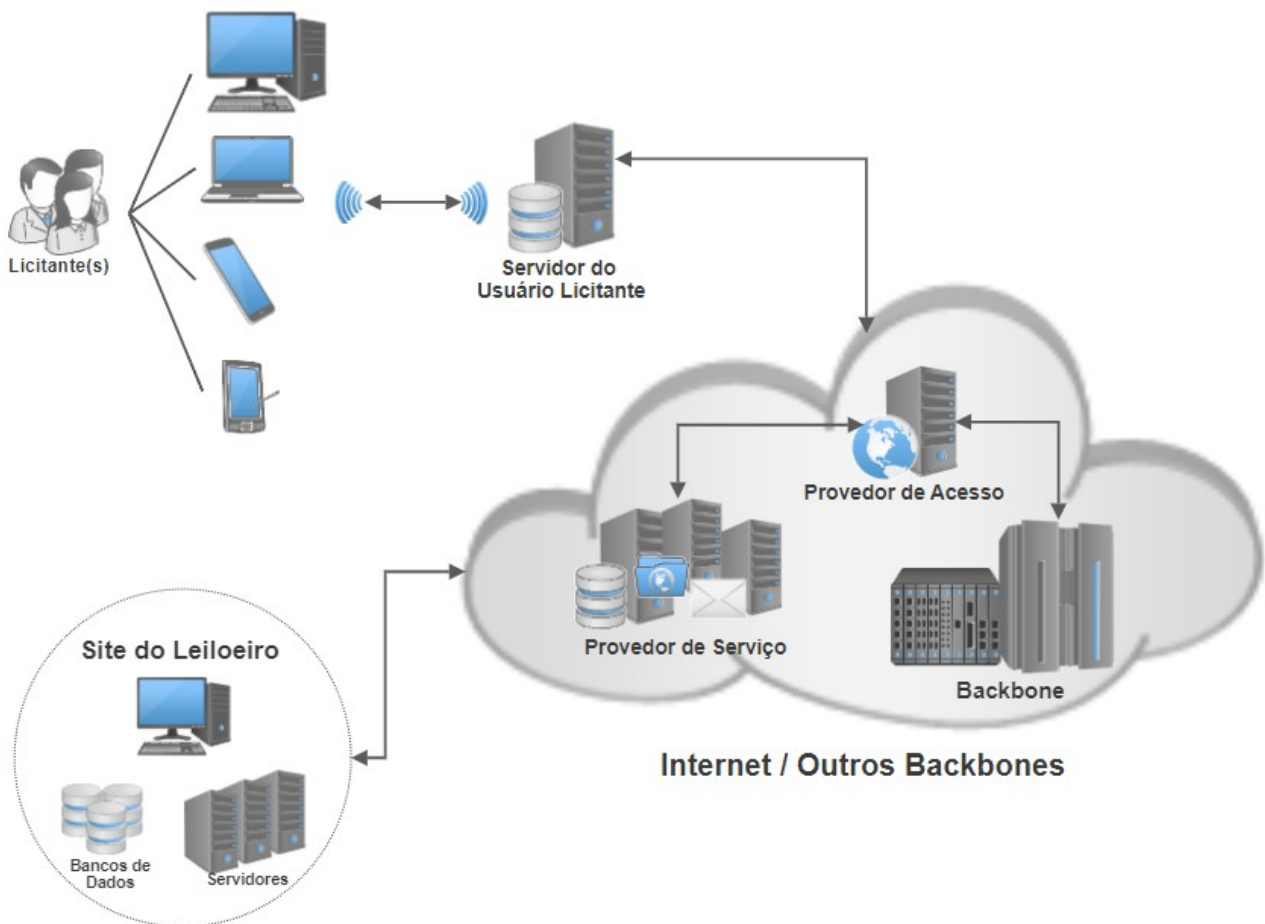 Licitante(s)
Servidor do
Usuário Licitante
Provedor de Acesso
Provedor de Serviço
Backbone
Internet / Outros Backbones
Site do Leiloeiro
Bancos de
Dados
Servidores